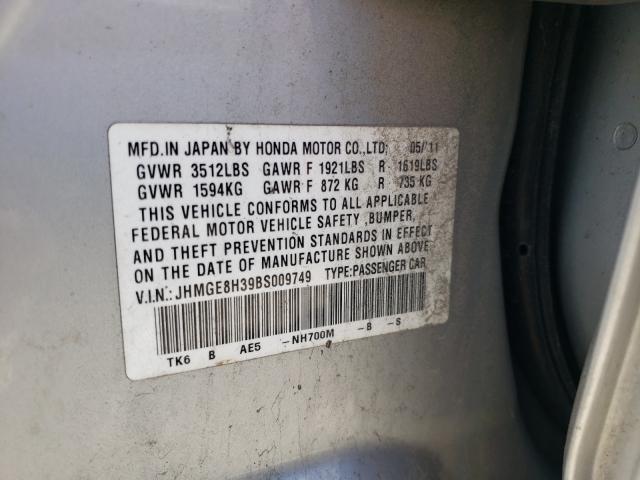 MFD.IN JAPAN BY HONDA MOTOR CO.,LTD; 05/11
GVWR 3512LBS GAWR F 1921LBS R 1619LBS
GVWR 1594KG GAWR F 872 KG R 735 KG
THIS VEHICLE CONFORMS TO ALL APPLICABLE
FEDERAL MOTOR VEHICLE SAFETY ,BUMPER,
AND THEFT PREVENTION STANDARDS IN EFFECT
ON THE DATE OF MANUFACTURE SHOWN ABOVE.
V.I.N.: JHMGE8H39BS009749 TYPE:PASSENGER CAR
TK6 B AE5 -NH700M -B -S